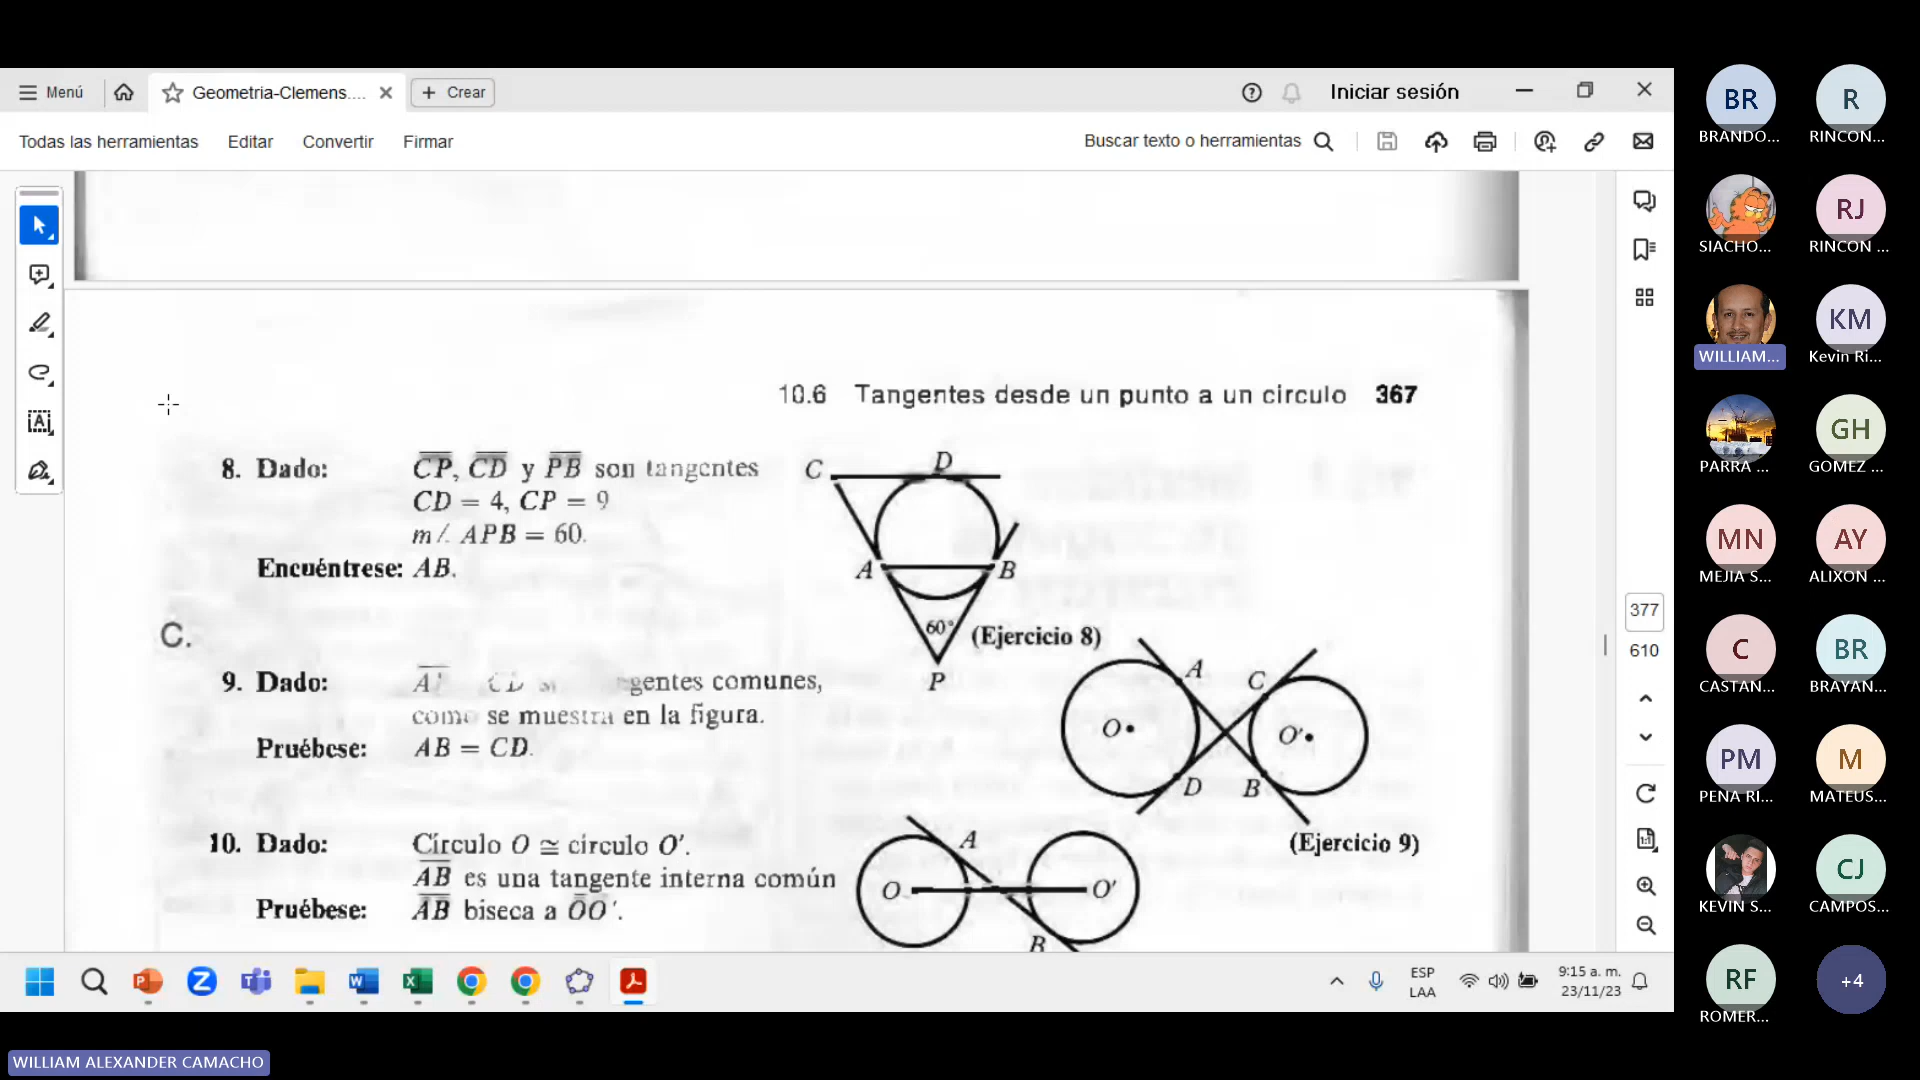 Menú
Geometria-Clemens....
Crear
Iniciar sesión
Todas las herramientas
Editar
Convertir
Firmar
Buscar texto o herramientas
10.6 Tangentes desde un punto a un círculo 367
8. Dado: CP, CD y PB son tangentes
CD = 4, CP = 9
m∠ APB = 60.
Encuéntrese: AB.
C D
A B
60°
P
(Ejercicio 8)
C.
9. Dado: gentes comunes,
como se muestra en la figura.
Pruébese: AB = CD.
A C
O O'
D B
(Ejercicio 9)
10. Dado: Círculo O ≅ círculo O'.
AB es una tangente interna común
Pruébese: AB biseca a OO'.
A
O O'
B
377
610
ESP
LAA
9:15 a. m.
23/11/23
BR
BRANDO...
R
RINCON...
SIACHO...
RJ
RINCON ...
WILLIAM...
KM
Kevin Ri...
PARRA ...
GH
GOMEZ ...
MN
MEJIA S...
AY
ALIXON ...
C
CASTAN...
BR
BRAYAN...
PM
PENA RI...
M
MATEUS...
KEVIN S...
CJ
CAMPOS...
RF
ROMER...
+4
WILLIAM ALEXANDER CAMACHO